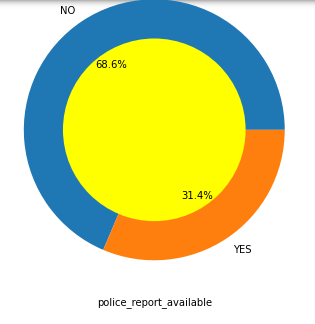 NO
68.6%
31.4%
YES
police_report_available